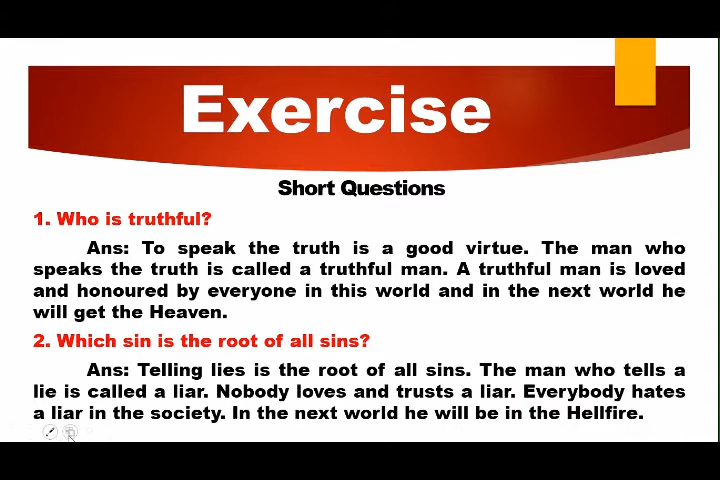 Exercise
Short Questions
1. Who is truthful?
Ans: To speak the truth is a good virtue. The man who
speaks the truth is called a truthful man. A truthful man is loved
and honoured by everyone in this world and in the next world he
will get the Heaven.
2. Which sin is the root of all sins?
Ans: Telling lies is the root of all sins. The man who tells a
lie is called a liar. Nobody loves and trusts a liar. Everybody hates
a liar in the society. In the next world he will be in the Hellfire.